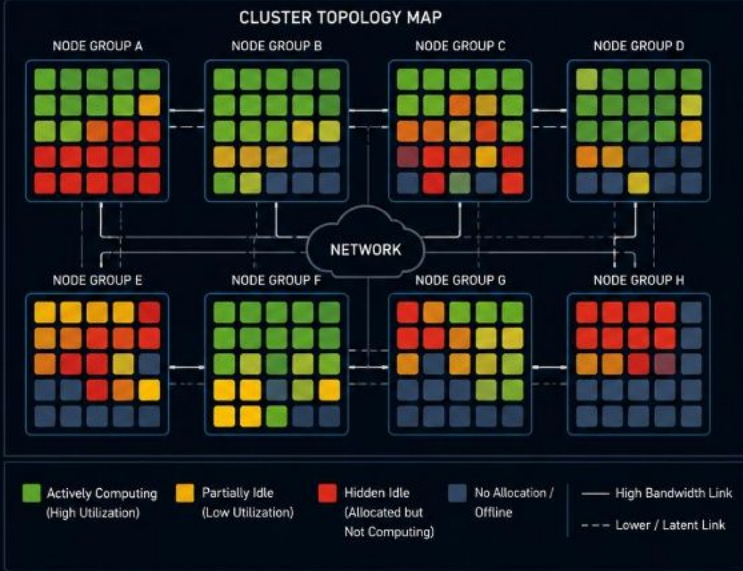 CLUSTER TOPOLOGY MAP
NODE GROUP A
NODE GROUP B
NODE GROUP C
NODE GROUP D
NETWORK
NODE GROUP E
NODE GROUP F
NODE GROUP G
NODE GROUP H
Actively Computing
(High Utilization)
Partially Idle
(Low Utilization)
Hidden Idle
(Allocated but
Not Computing)
No Allocation /
Offline
High Bandwidth Link
Lower / Latent Link